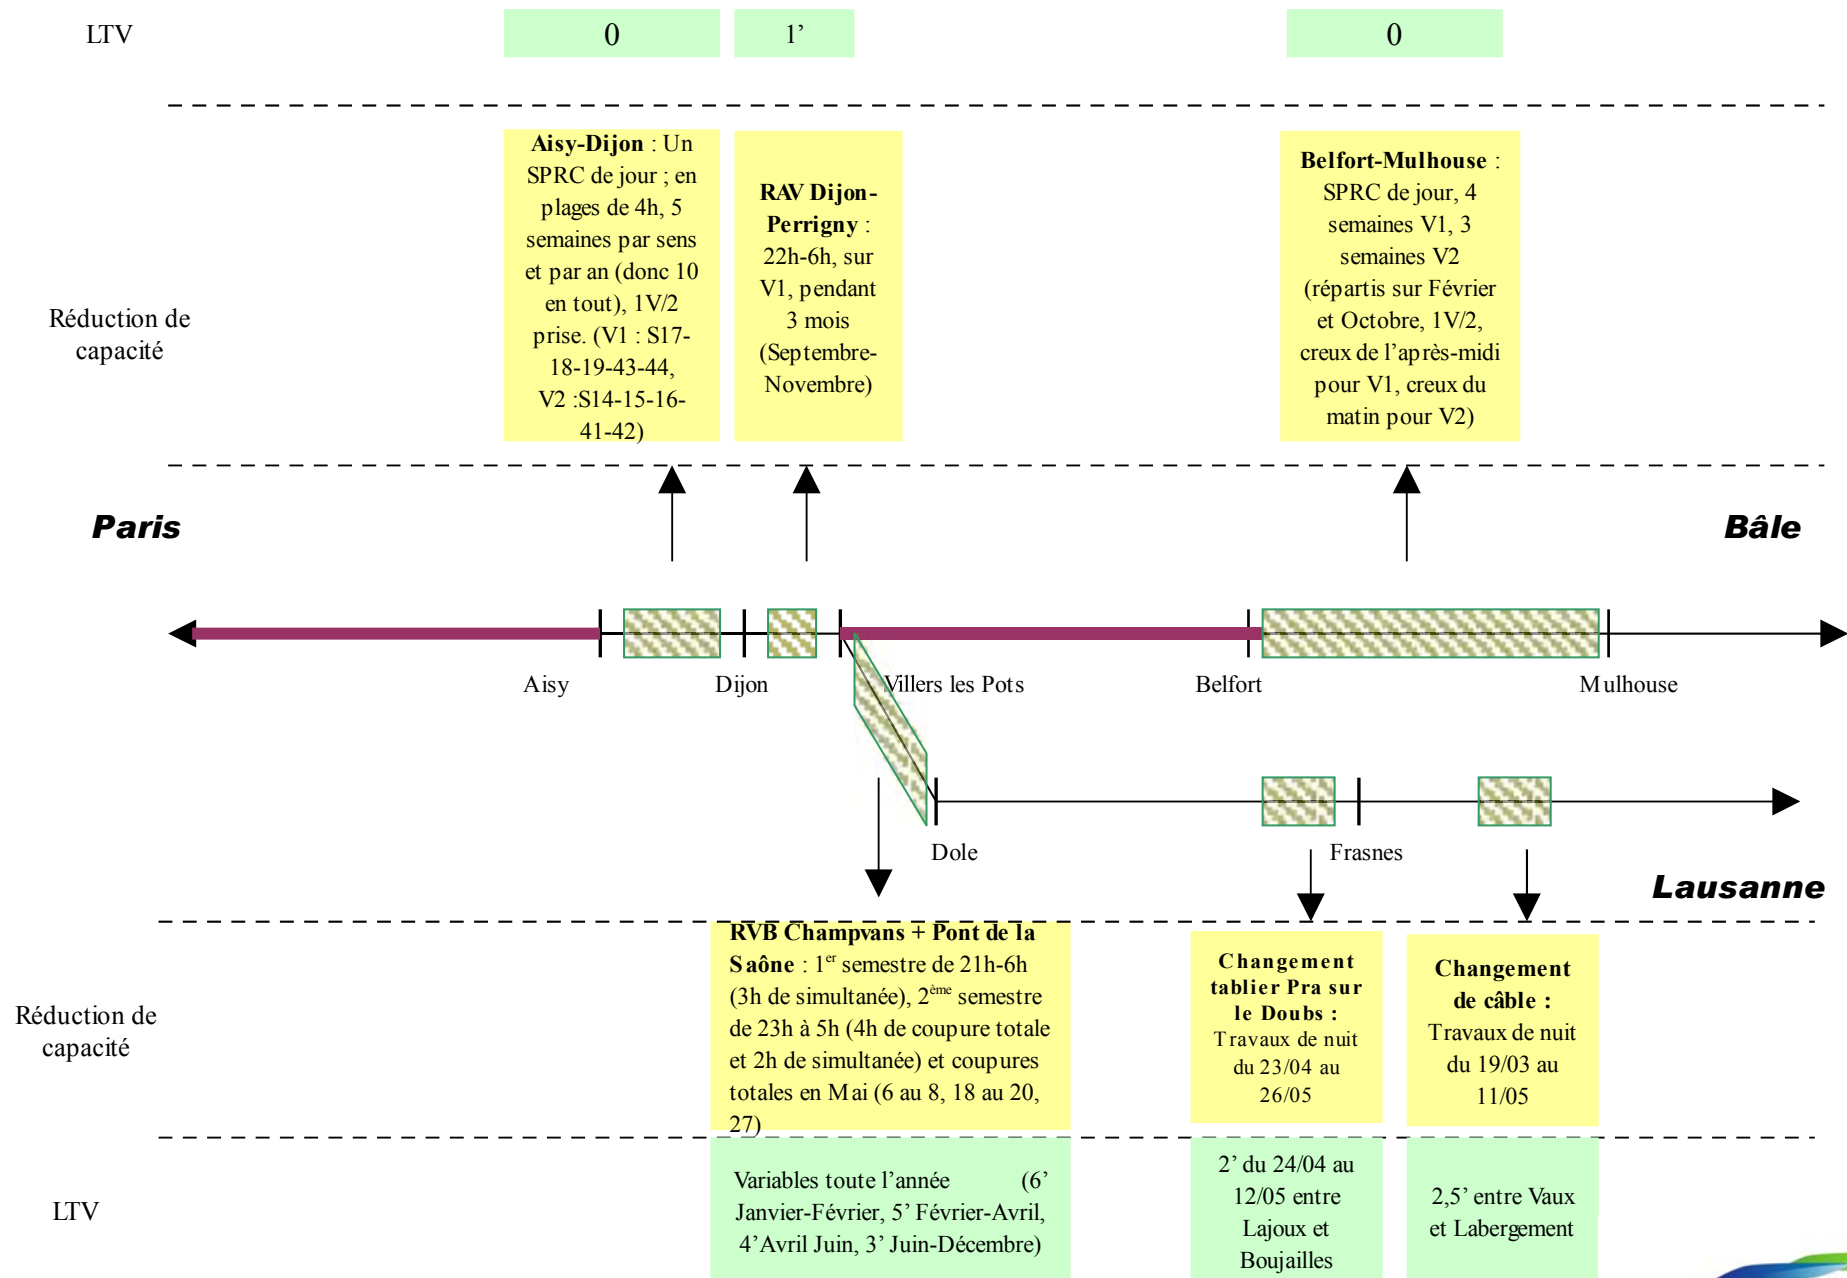 LTV
0
1’
0
Réduction de
capacité
Aisy-Dijon : Un
SPRC de jour ; en
plages de 4h, 5
semaines par sens
et par an (donc 10
en tout), 1V/2
prise. (V1 : S17-
18-19-43-44,
V2 :S14-15-16-
41-42)
RAV Dijon-
Perrigny :
22h-6h, sur
V1, pendant
3 mois
(Septembre-
Novembre)
Belfort-Mulhouse :
SPRC de jour, 4
semaines V1, 3
semaines V2
(répartis sur Février
et Octobre, 1V/2,
creux de l’après-midi
pour V1, creux du
matin pour V2)
Paris
Bâle
Aisy
Dijon
Villers les Pots
Belfort
Mulhouse
Dole
Frasnes
Lausanne
Réduction de
capacité
RVB Champvans + Pont de la
Saône : 1er semestre de 21h-6h
(3h de simultanée), 2ème semestre
de 23h à 5h (4h de coupure totale
et 2h de simultanée) et coupures
totales en Mai (6 au 8, 18 au 20,
27)
Changement
tablier Pra sur
le Doubs :
Travaux de nuit
du 23/04 au
26/05
Changement
de câble :
Travaux de nuit
du 19/03 au
11/05
LTV
Variables toute l’année (6’
Janvier-Février, 5’ Février-Avril,
4’Avril Juin, 3’ Juin-Décembre)
2’ du 24/04 au
12/05 entre
Lajoux et
Boujailles
2,5’ entre Vaux
et Labergement